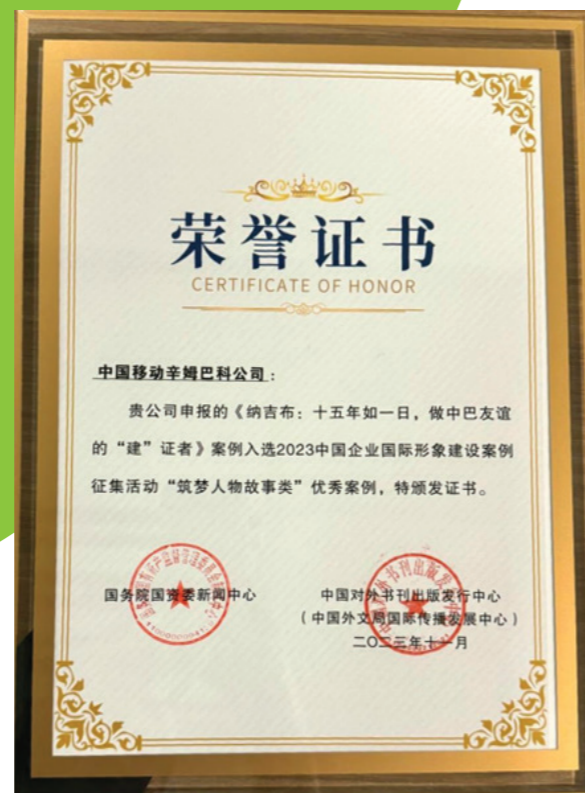 荣誉证书
CERTIFICATE OF HONOR
中国移动辛姆巴科公司：
贵公司申报的《纳吉布：十五年如一日，做中巴友谊
的“建”证者》案例入选2023中国企业国际形象建设案例
征集活动“筑梦人物故事类”优秀案例，特颁发证书。
国务院国资委新闻中心
中国对外书刊出版发行中心
（中国外文局国际传播发展中心）
二〇二三年十一月